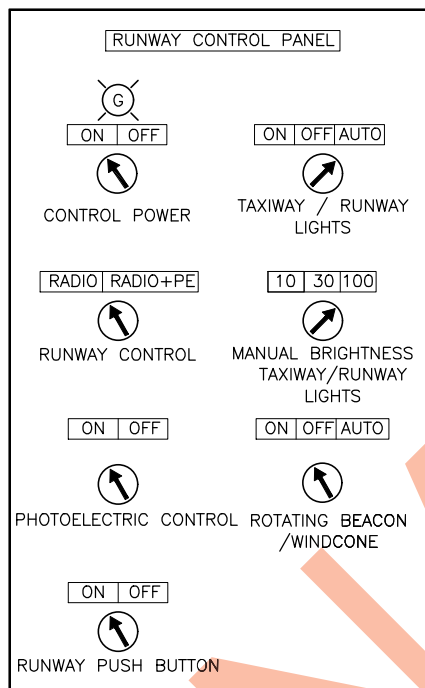 RUNWAY CONTROL PANEL
G
ON OFF
CONTROL POWER
ON OFF AUTO
TAXIWAY / RUNWAY
LIGHTS
RADIO RADIO+PE
RUNWAY CONTROL
10 30 100
MANUAL BRIGHTNESS
TAXIWAY/RUNWAY
LIGHTS
ON OFF
PHOTOELECTRIC CONTROL
ON OFF AUTO
ROTATING BEACON
/WINDCONE
ON OFF
RUNWAY PUSH BUTTON